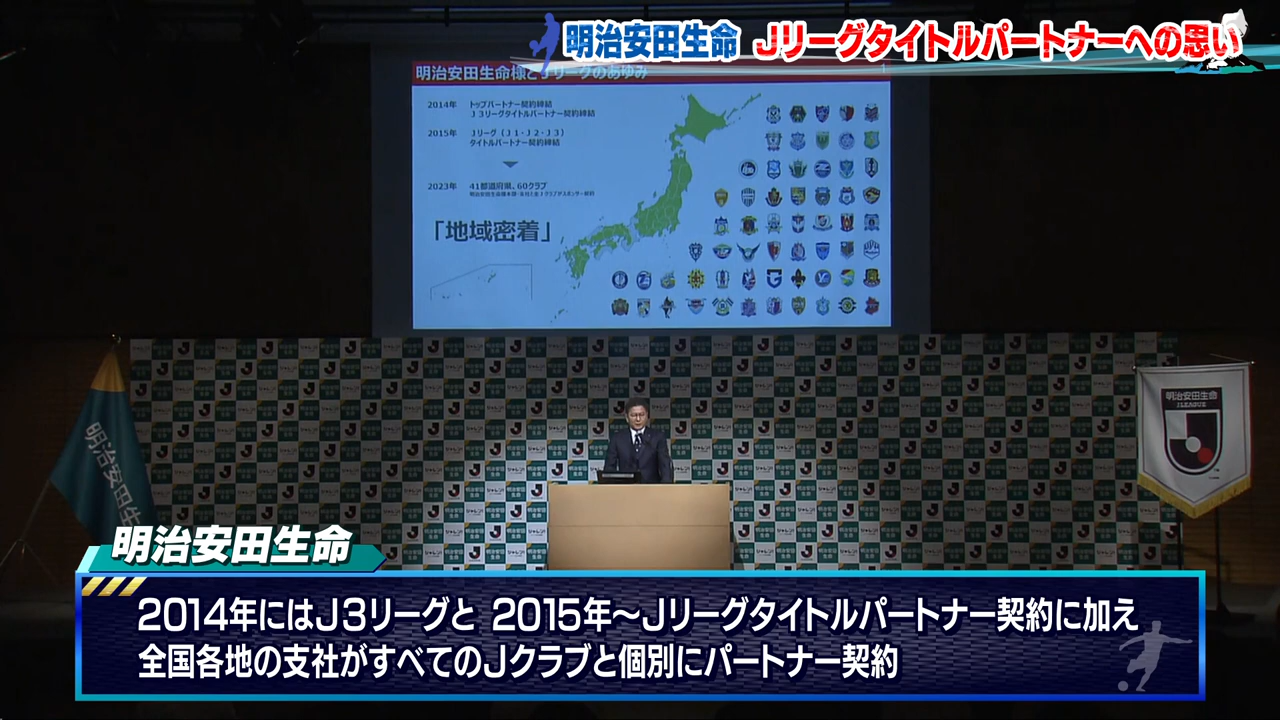 明治安田生命 Jリーグタイトルパートナーへの思い
明治安田生命様とJリーグのあゆみ
2014年 トップパートナー契約締結
J3リーグタイトルパートナー契約締結
2015年 Jリーグ(J1・J2・J3)
タイトルパートナー契約締結
2023年 41都道府県、60クラブ
「地域密着」
明治安田生命
J.LEAGUE
明治安田生命
明治安田生命
2014年にはJ3リーグと 2015年～Jリーグタイトルパートナー契約に加え
全国各地の支社がすべてのJクラブと個別にパートナー契約